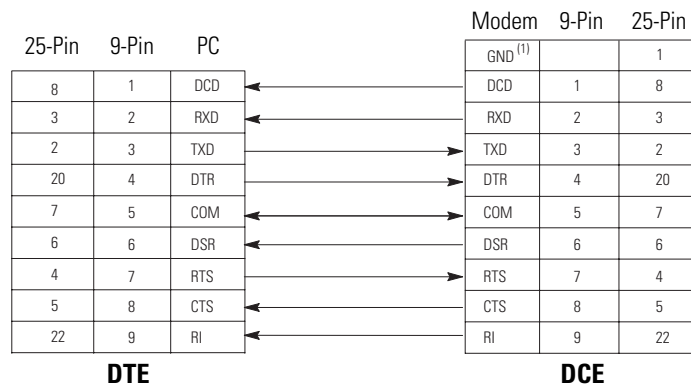 Modem 9-Pin 25-Pin
25-Pin 9-Pin PC
GND (1) 1
8 1 DCD DCD 1 8
3 2 RXD RXD 2 3
2 3 TXD TXD 3 2
20 4 DTR DTR 4 20
7 5 COM COM 5 7
6 6 DSR DSR 6 6
4 7 RTS RTS 7 4
5 8 CTS CTS 8 5
22 9 RI RI 9 22
DTE DCE